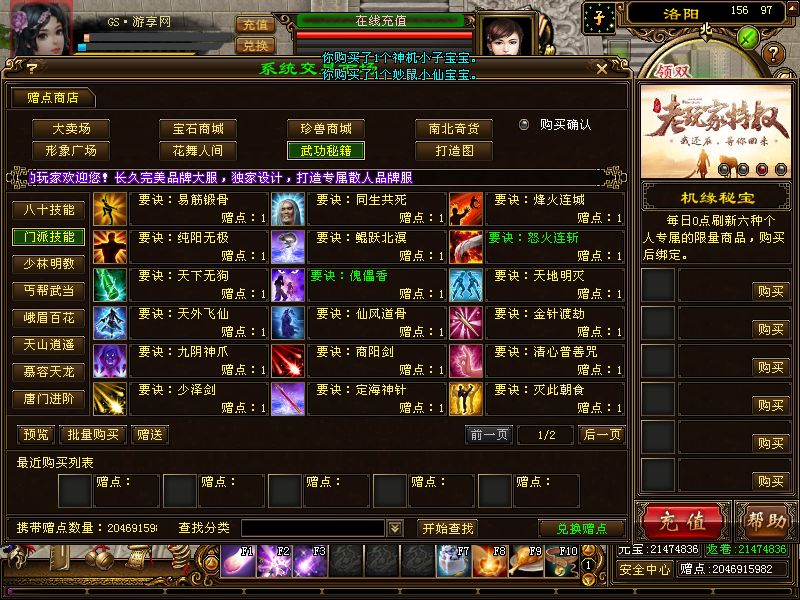 GS·游享网
充值
兑换
在线充值
子
洛阳 156 97
北
?
你购买了1个神机小子宝宝。
你购买了1个妙鼠小仙宝宝。
? 系统交易市场
领双
老玩家特权
我还在，等你回来
赠点商店
大卖场 宝石商城 珍兽商城 南北奇货 购买确认
形象广场 花舞人间 武功秘籍 打造图
的玩家欢迎您！长久完美品牌大服，独家设计，打造专属散人品牌服
八十技能
门派技能
少林明教
丐帮武当
峨眉百花
天山逍遥
慕容天龙
唐门进阶
要诀：易筋锻骨 要诀：同生共死 要诀：烽火连城
赠点：1 赠点：1 赠点：1
要诀：纯阳无极 要诀：鲲跃北溟 要诀：怒火连斩
赠点：1 赠点：1 赠点：1
要诀：天下无狗 要诀：傀儡香 要诀：天地明灭
赠点：1 赠点：1 赠点：1
要诀：天外飞仙 要诀：仙风道骨 要诀：金针渡劫
赠点：1 赠点：1 赠点：1
要诀：九阴神爪 要诀：商阳剑 要诀：清心普善咒
赠点：1 赠点：1 赠点：1
要诀：少泽剑 要诀：定海神针 要诀：灭此朝食
赠点：1 赠点：1 赠点：1
预览 批量购买 赠送 前一页 1/2 后一页
最近购买列表
赠点： 赠点： 赠点： 赠点： 赠点：
携带赠点数量：20469159 查找分类 开始查找 兑换赠点
机缘秘宝
每日0点刷新六种个
人专属的限量商品，购买
后绑定。
购买
购买
购买
购买
购买
购买
充值 帮助
F1 F2 F3 F7 F8 F9 F10 1
元宝:21474836 返卷:21474836
安全中心 赠点:2046915982